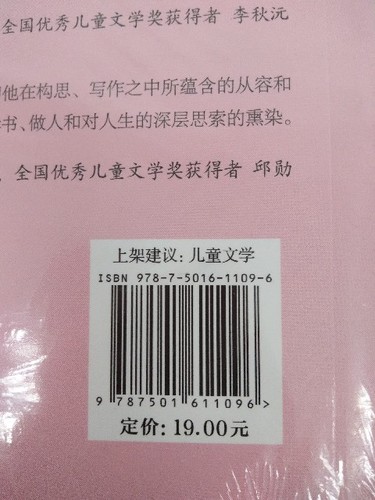 全国优秀儿童文学奖获得者 李秋沅
他在构思、写作之中所蕴含的从容和
书、做人和对人生的深层思索的熏染。
全国优秀儿童文学奖获得者 邱勋
上架建议: 儿童文学
ISBN 978-7-5016-1109-6
9 787501 611096 >
定价: 19.00元